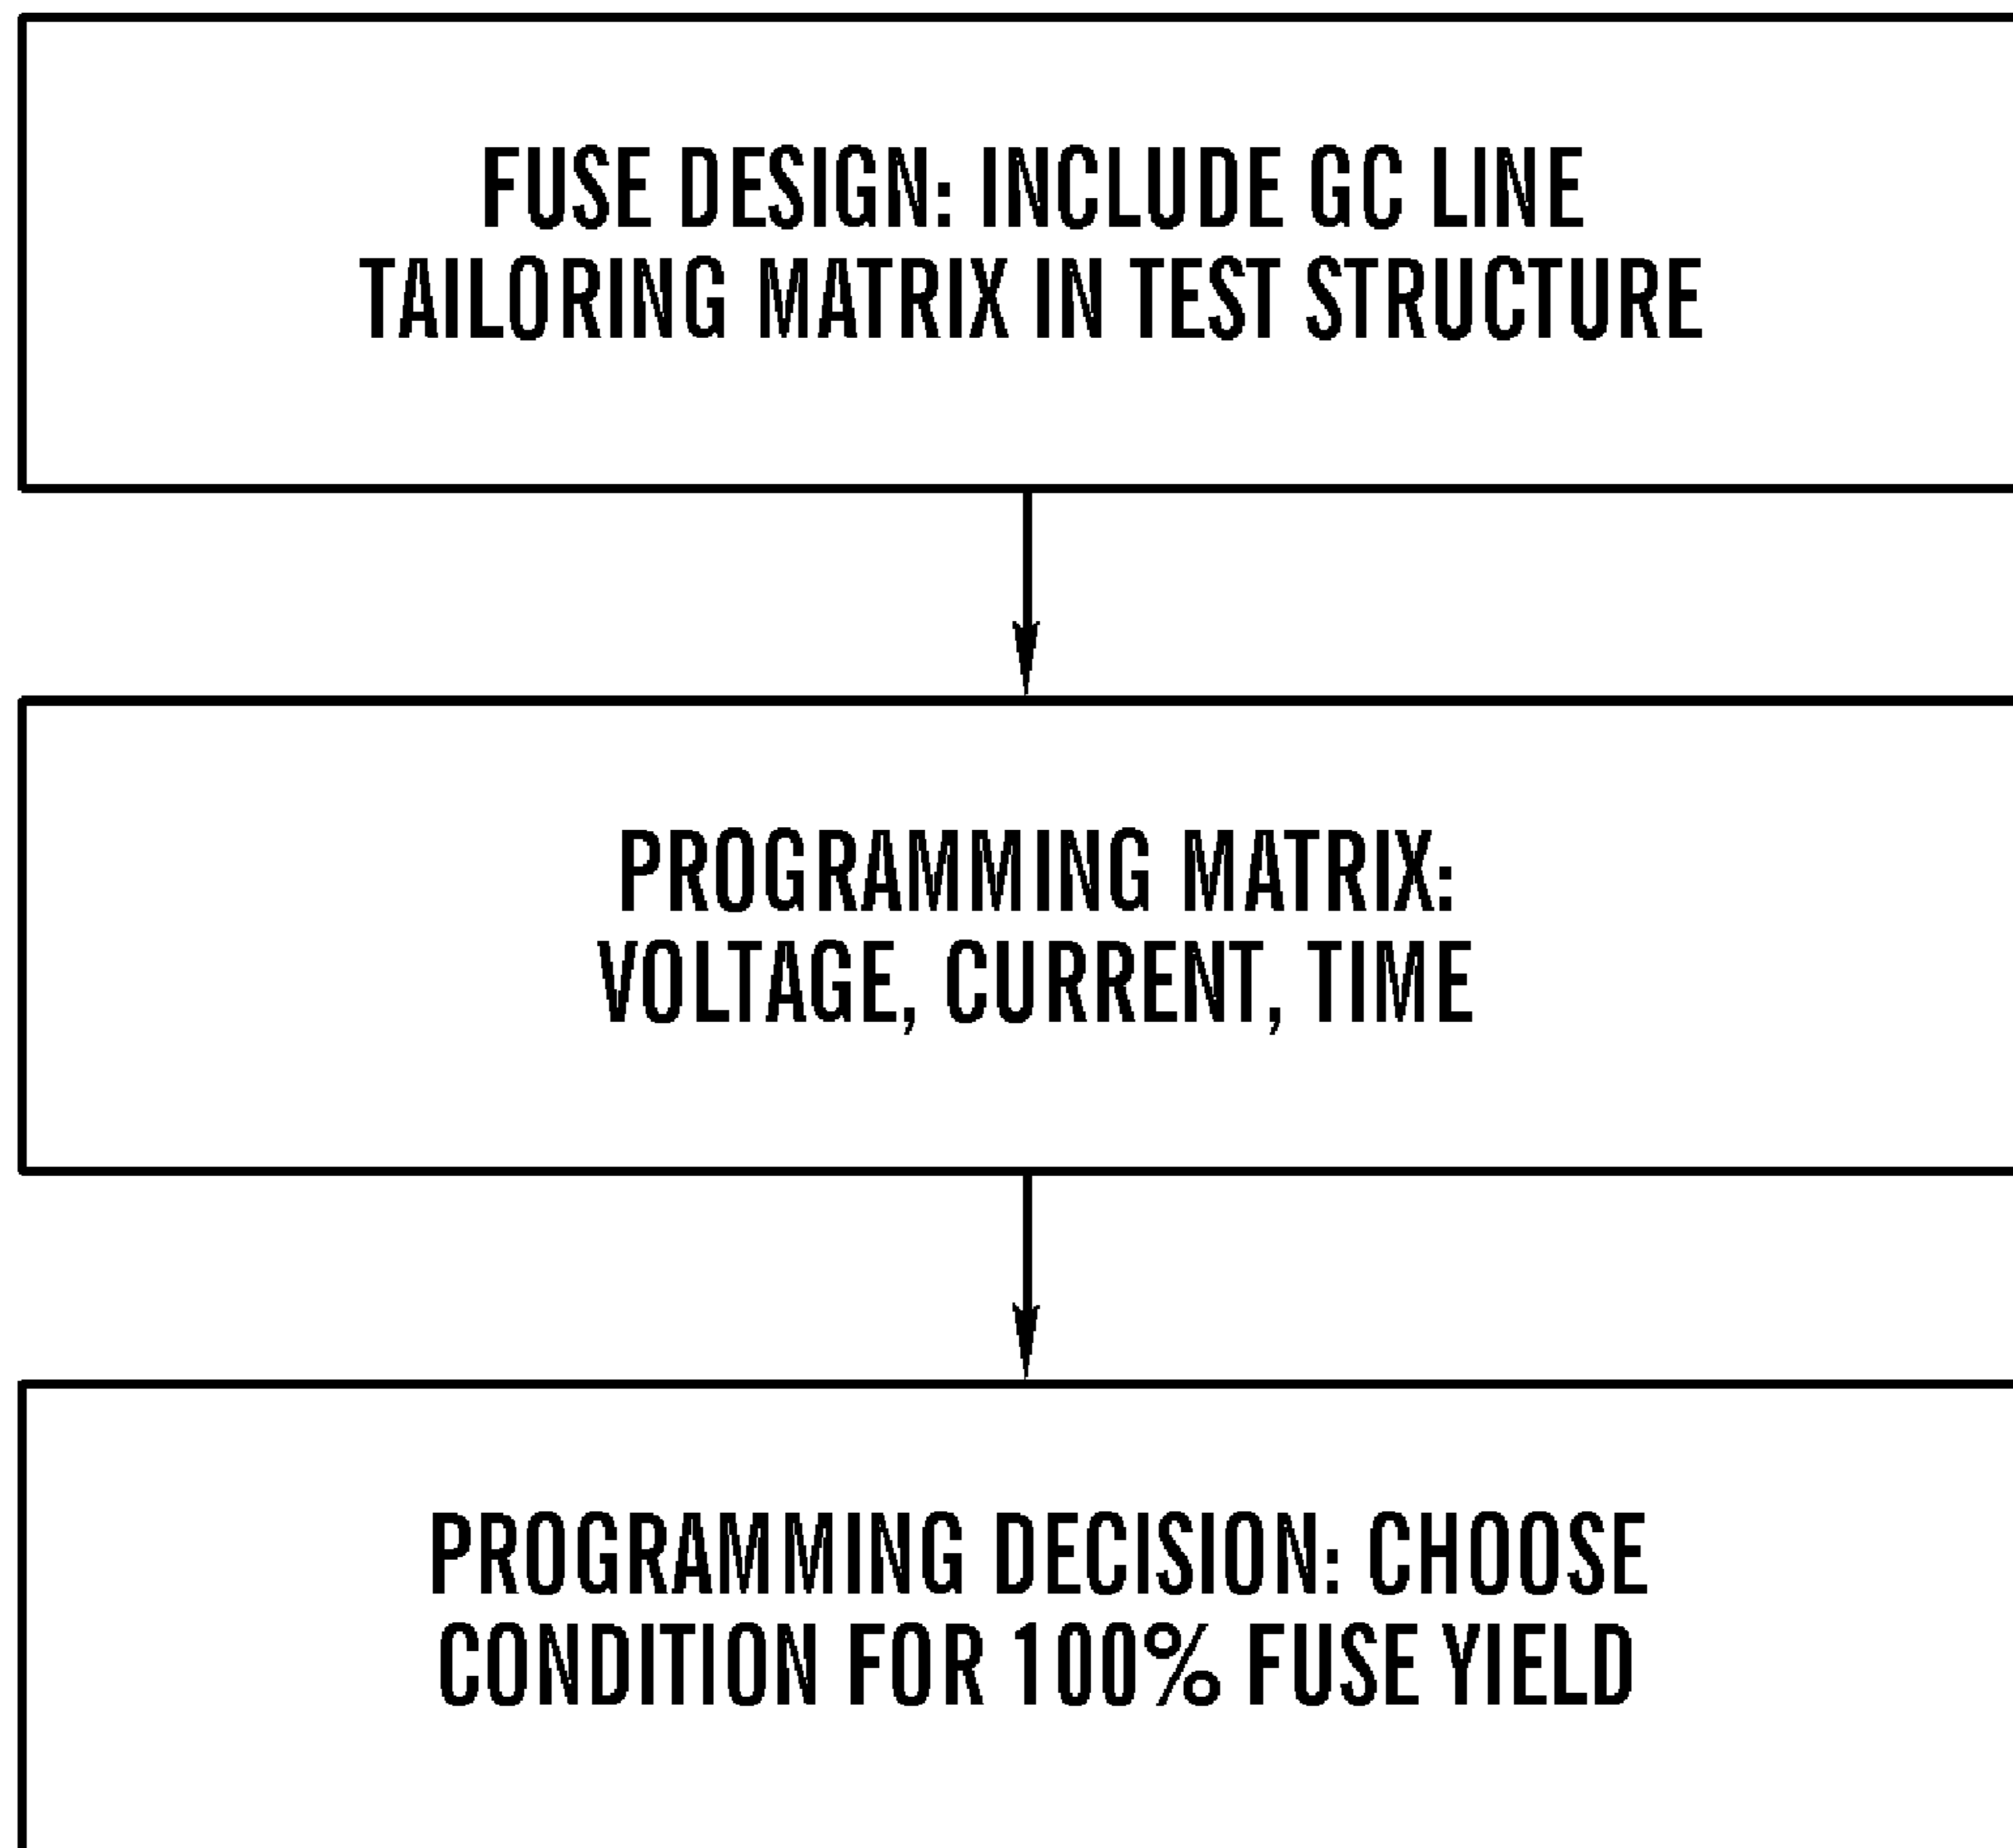 FUSE DESIGN: INCLUDE GC LINE
TAILORING MATRIX IN TEST STRUCTURE
PROGRAMMING MATRIX:
VOLTAGE, CURRENT, TIME
PROGRAMMING DECISION: CHOOSE
CONDITION FOR 100% FUSE YIELD